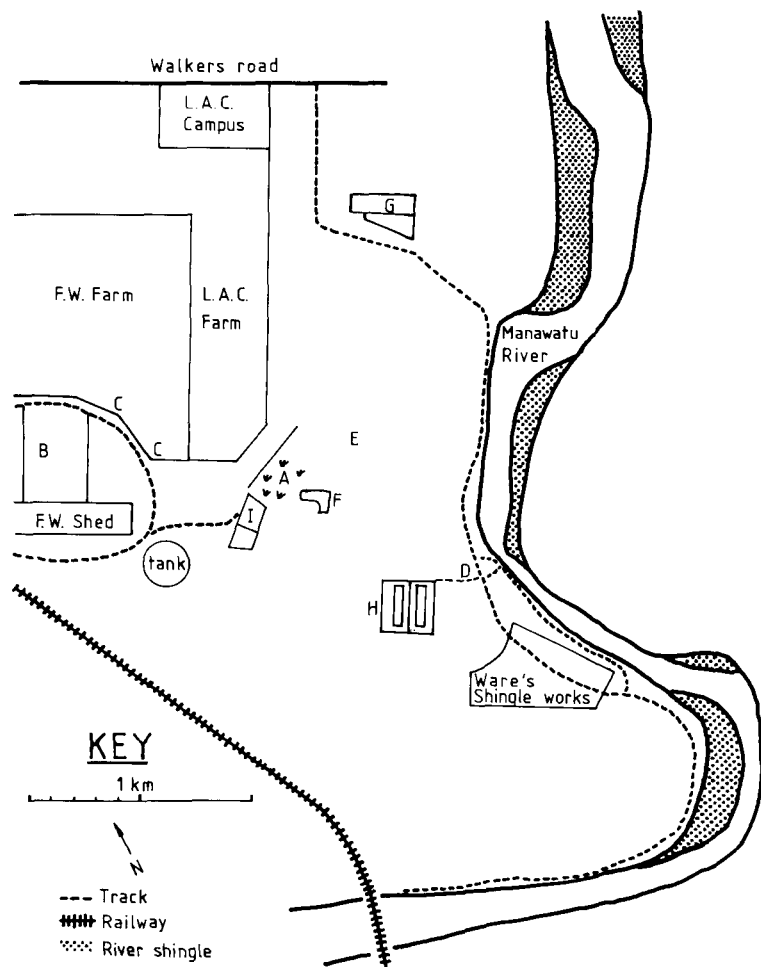 Walkers road
L.A.C.
Campus
G
F.W. Farm
L.A.C.
Farm
Manawatu
River
C
C
E
B
A
F
I
F.W. Shed
tank
D
H
Ware's
Shingle works
KEY
1 km
N
Track
Railway
River shingle